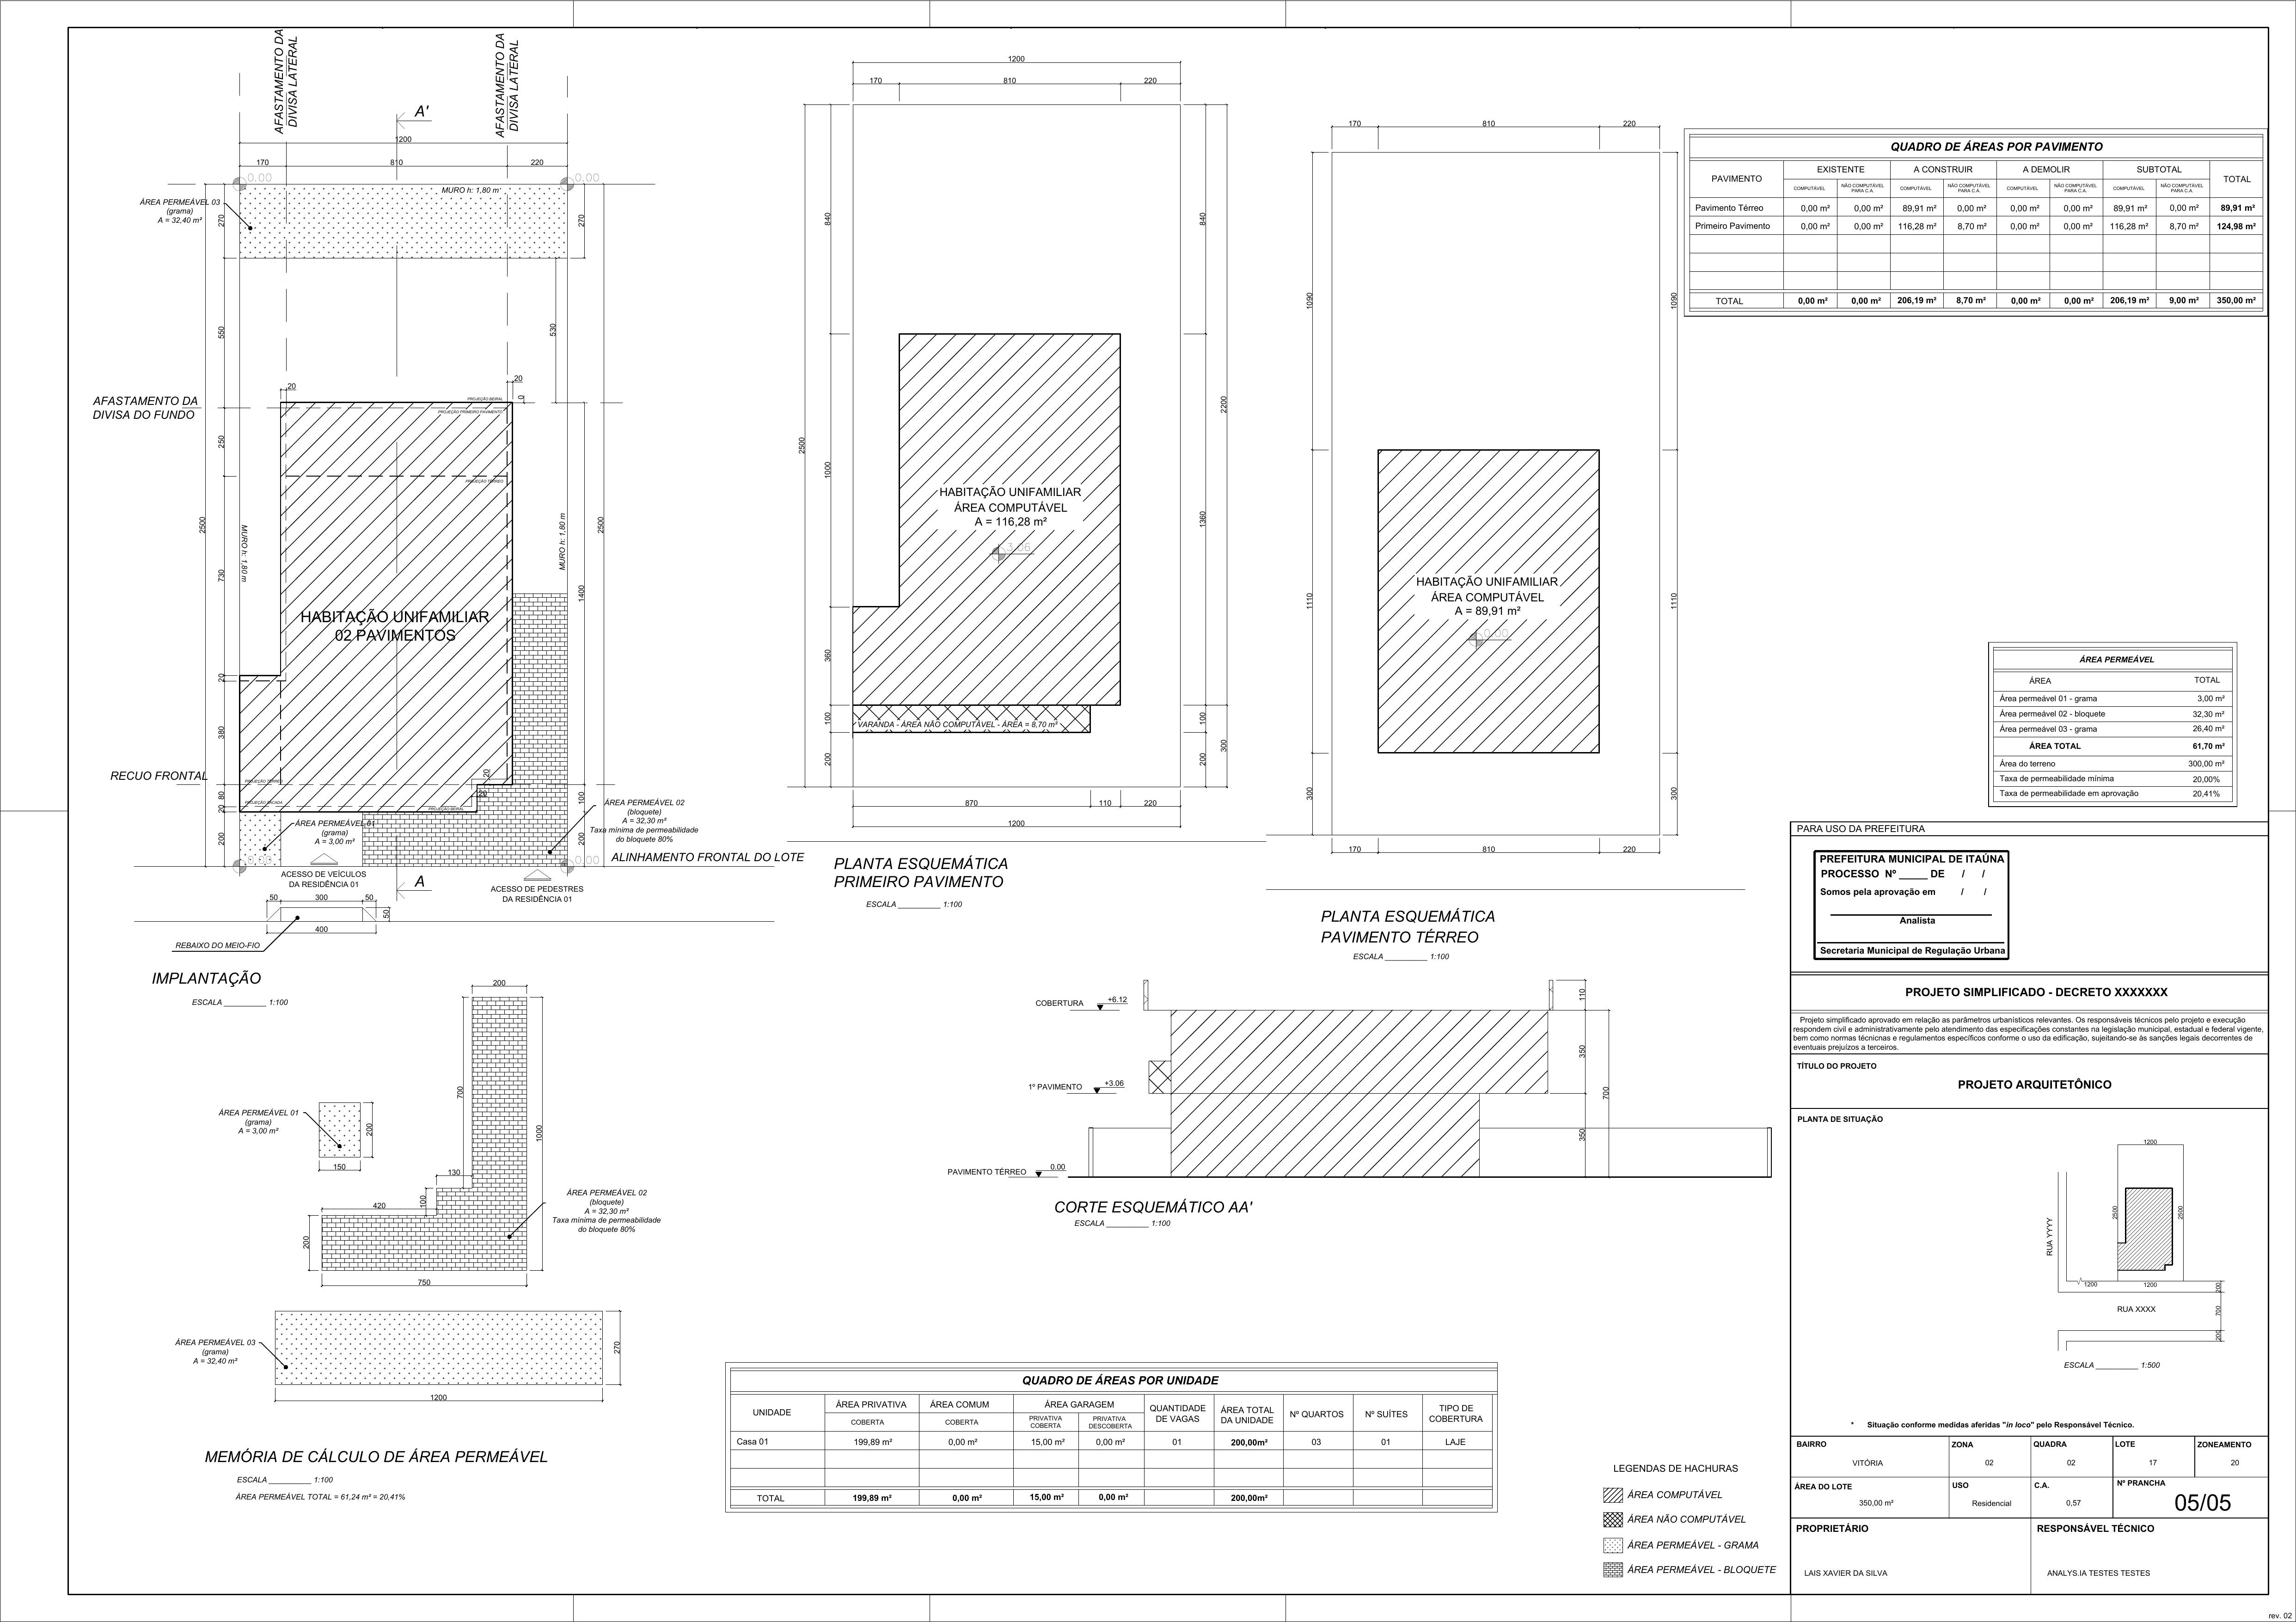 AFASTAMENTO DA
DIVISA LATERAL
AFASTAMENTO DA
DIVISA LATERAL
A'
1200
170
810
220
0.00
0.00
MURO h: 1,80 m
ÁREA PERMEÁVEL 03
(grama)
A = 32,40 m²
270
270
550
530
20
20
0
PROJEÇÃO BEIRAL
PROJEÇÃO PRIMEIRO PAVIMENTO
AFASTAMENTO DA
DIVISA DO FUNDO
250
PROJEÇÃO TÉRREO
2500
MURO h: 1,80 m
MURO h: 1,80 m
2500
730
1400
HABITAÇÃO UNIFAMILIAR
02 PAVIMENTOS
20
380
RECUO FRONTAL
PROJEÇÃO TÉRREO
20
20
80
20
PROJEÇÃO SACADA
PROJEÇÃO BEIRAL
100
200
200
ÁREA PERMEÁVEL 01
(grama)
A = 3,00 m²
ÁREA PERMEÁVEL 02
(bloquete)
A = 32,30 m²
Taxa mínima de permeabilidade
do bloquete 80%
0.00
0.00
ALINHAMENTO FRONTAL DO LOTE
ACESSO DE VEÍCULOS
DA RESIDÊNCIA 01
A
ACESSO DE PEDESTRES
DA RESIDÊNCIA 01
50
300
50
50
400
REBAIXO DO MEIO-FIO
IMPLANTAÇÃO
ESCALA __________ 1:100
1200
170
810
220
840
840
2500
1000
2200
1360
HABITAÇÃO UNIFAMILIAR
ÁREA COMPUTÁVEL
A = 116,28 m²
3.06
360
100
100
VARANDA - ÁREA NÃO COMPUTÁVEL - ÁREA = 8,70 m²
200
200
300
870
110
220
1200
PLANTA ESQUEMÁTICA
PRIMEIRO PAVIMENTO
ESCALA __________ 1:100
170
810
220
1090
1090
HABITAÇÃO UNIFAMILIAR
ÁREA COMPUTÁVEL
A = 89,91 m²
0.00
1110
1110
300
300
170
810
220
PLANTA ESQUEMÁTICA
PAVIMENTO TÉRREO
ESCALA __________ 1:100
QUADRO DE ÁREAS POR PAVIMENTO
PAVIMENTO EXISTENTE A CONSTRUIR A DEMOLIR SUBTOTAL TOTAL
COMPUTÁVEL NÃO COMPUTÁVEL PARA C.A. COMPUTÁVEL NÃO COMPUTÁVEL PARA C.A. COMPUTÁVEL NÃO COMPUTÁVEL PARA C.A. COMPUTÁVEL NÃO COMPUTÁVEL PARA C.A.
Pavimento Térreo 0,00 m² 0,00 m² 89,91 m² 0,00 m² 0,00 m² 0,00 m² 89,91 m² 0,00 m² 89,91 m²
Primeiro Pavimento 0,00 m² 0,00 m² 116,28 m² 8,70 m² 0,00 m² 0,00 m² 116,28 m² 8,70 m² 124,98 m²
TOTAL 0,00 m² 0,00 m² 206,19 m² 8,70 m² 0,00 m² 0,00 m² 206,19 m² 9,00 m² 350,00 m²
ÁREA PERMEÁVEL
ÁREA TOTAL
Área permeável 01 - grama 3,00 m²
Área permeável 02 - bloquete 32,30 m²
Área permeável 03 - grama 26,40 m²
ÁREA TOTAL 61,70 m²
Área do terreno 300,00 m²
Taxa de permeabilidade mínima 20,00%
Taxa de permeabilidade em aprovação 20,41%
PARA USO DA PREFEITURA
PREFEITURA MUNICIPAL DE ITAÚNA
PROCESSO Nº _____ DE / /
Somos pela aprovação em / /
Analista
Secretaria Municipal de Regulação Urbana
PROJETO SIMPLIFICADO - DECRETO XXXXXXX
Projeto simplificado aprovado em relação as parâmetros urbanísticos relevantes. Os responsáveis técnicos pelo projeto e execução
respondem civil e administrativamente pelo atendimento das especificações constantes na legislação municipal, estadual e federal vigente,
bem como normas técnicnas e regulamentos específicos conforme o uso da edificação, sujeitando-se às sanções legais decorrentes de
eventuais prejuízos a terceiros.
TÍTULO DO PROJETO
PROJETO ARQUITETÔNICO
PLANTA DE SITUAÇÃO
1200
2500
2500
RUA YYYY
1200
1200
200
RUA XXXX
700
200
ESCALA __________ 1:500
* Situação conforme medidas aferidas "in loco" pelo Responsável Técnico.
BAIRRO ZONA QUADRA LOTE ZONEAMENTO
VITÓRIA 02 02 17 20
ÁREA DO LOTE USO C.A. Nº PRANCHA
350,00 m² Residencial 0,57 05/05
PROPRIETÁRIO RESPONSÁVEL TÉCNICO
LAIS XAVIER DA SILVA ANALYS.IA TESTES TESTES
rev. 02
COBERTURA +6.12
110
350
1º PAVIMENTO +3.06
700
350
PAVIMENTO TÉRREO 0.00
CORTE ESQUEMÁTICO AA'
ESCALA __________ 1:100
200
700
1000
ÁREA PERMEÁVEL 01
(grama)
A = 3,00 m²
200
150
130
100
420
200
750
ÁREA PERMEÁVEL 02
(bloquete)
A = 32,30 m²
Taxa mínima de permeabilidade
do bloquete 80%
ÁREA PERMEÁVEL 03
(grama)
A = 32,40 m²
270
1200
MEMÓRIA DE CÁLCULO DE ÁREA PERMEÁVEL
ESCALA __________ 1:100
ÁREA PERMEÁVEL TOTAL = 61,24 m² = 20,41%
QUADRO DE ÁREAS POR UNIDADE
UNIDADE ÁREA PRIVATIVA ÁREA COMUM ÁREA GARAGEM QUANTIDADE DE VAGAS ÁREA TOTAL DA UNIDADE Nº QUARTOS Nº SUÍTES TIPO DE COBERTURA
COBERTA COBERTA PRIVATIVA COBERTA PRIVATIVA DESCOBERTA
Casa 01 199,89 m² 0,00 m² 15,00 m² 0,00 m² 01 200,00m² 03 01 LAJE
TOTAL 199,89 m² 0,00 m² 15,00 m² 0,00 m² 200,00m²
LEGENDAS DE HACHURAS
ÁREA COMPUTÁVEL
ÁREA NÃO COMPUTÁVEL
ÁREA PERMEÁVEL - GRAMA
ÁREA PERMEÁVEL - BLOQUETE